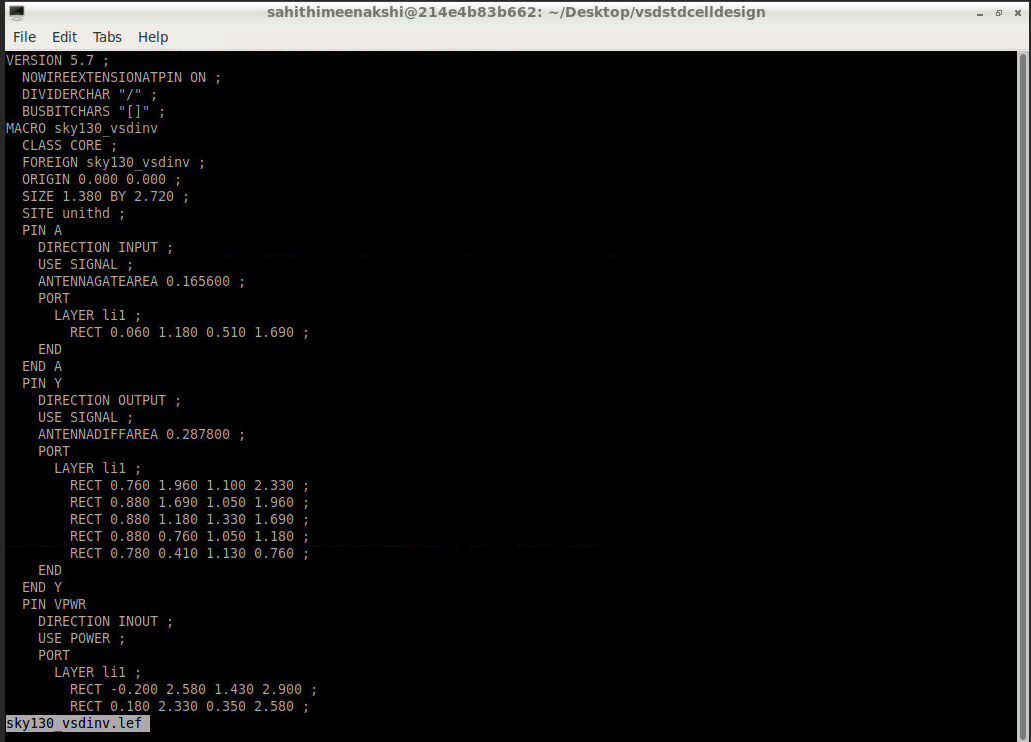 sahithimeenakshi@214e4b83b662: ~/Desktop/vsdstdcelldesign
File Edit Tabs Help
VERSION 5.7 ;
  NOWIREEXTENSIONATPIN ON ;
  DIVIDERCHAR "/" ;
  BUSBITCHARS "[]" ;
MACRO sky130_vsdinv
  CLASS CORE ;
  FOREIGN sky130_vsdinv ;
  ORIGIN 0.000 0.000 ;
  SIZE 1.380 BY 2.720 ;
  SITE unithd ;
  PIN A
    DIRECTION INPUT ;
    USE SIGNAL ;
    ANTENNAGATEAREA 0.165600 ;
    PORT
      LAYER li1 ;
        RECT 0.060 1.180 0.510 1.690 ;
    END
  END A
  PIN Y
    DIRECTION OUTPUT ;
    USE SIGNAL ;
    ANTENNADIFFAREA 0.287800 ;
    PORT
      LAYER li1 ;
        RECT 0.760 1.960 1.100 2.330 ;
        RECT 0.880 1.690 1.050 1.960 ;
        RECT 0.880 1.180 1.330 1.690 ;
        RECT 0.880 0.760 1.050 1.180 ;
        RECT 0.780 0.410 1.130 0.760 ;
    END
  END Y
  PIN VPWR
    DIRECTION INOUT ;
    USE POWER ;
    PORT
      LAYER li1 ;
        RECT -0.200 2.580 1.430 2.900 ;
        RECT 0.180 2.330 0.350 2.580 ;
sky130_vsdinv.lef